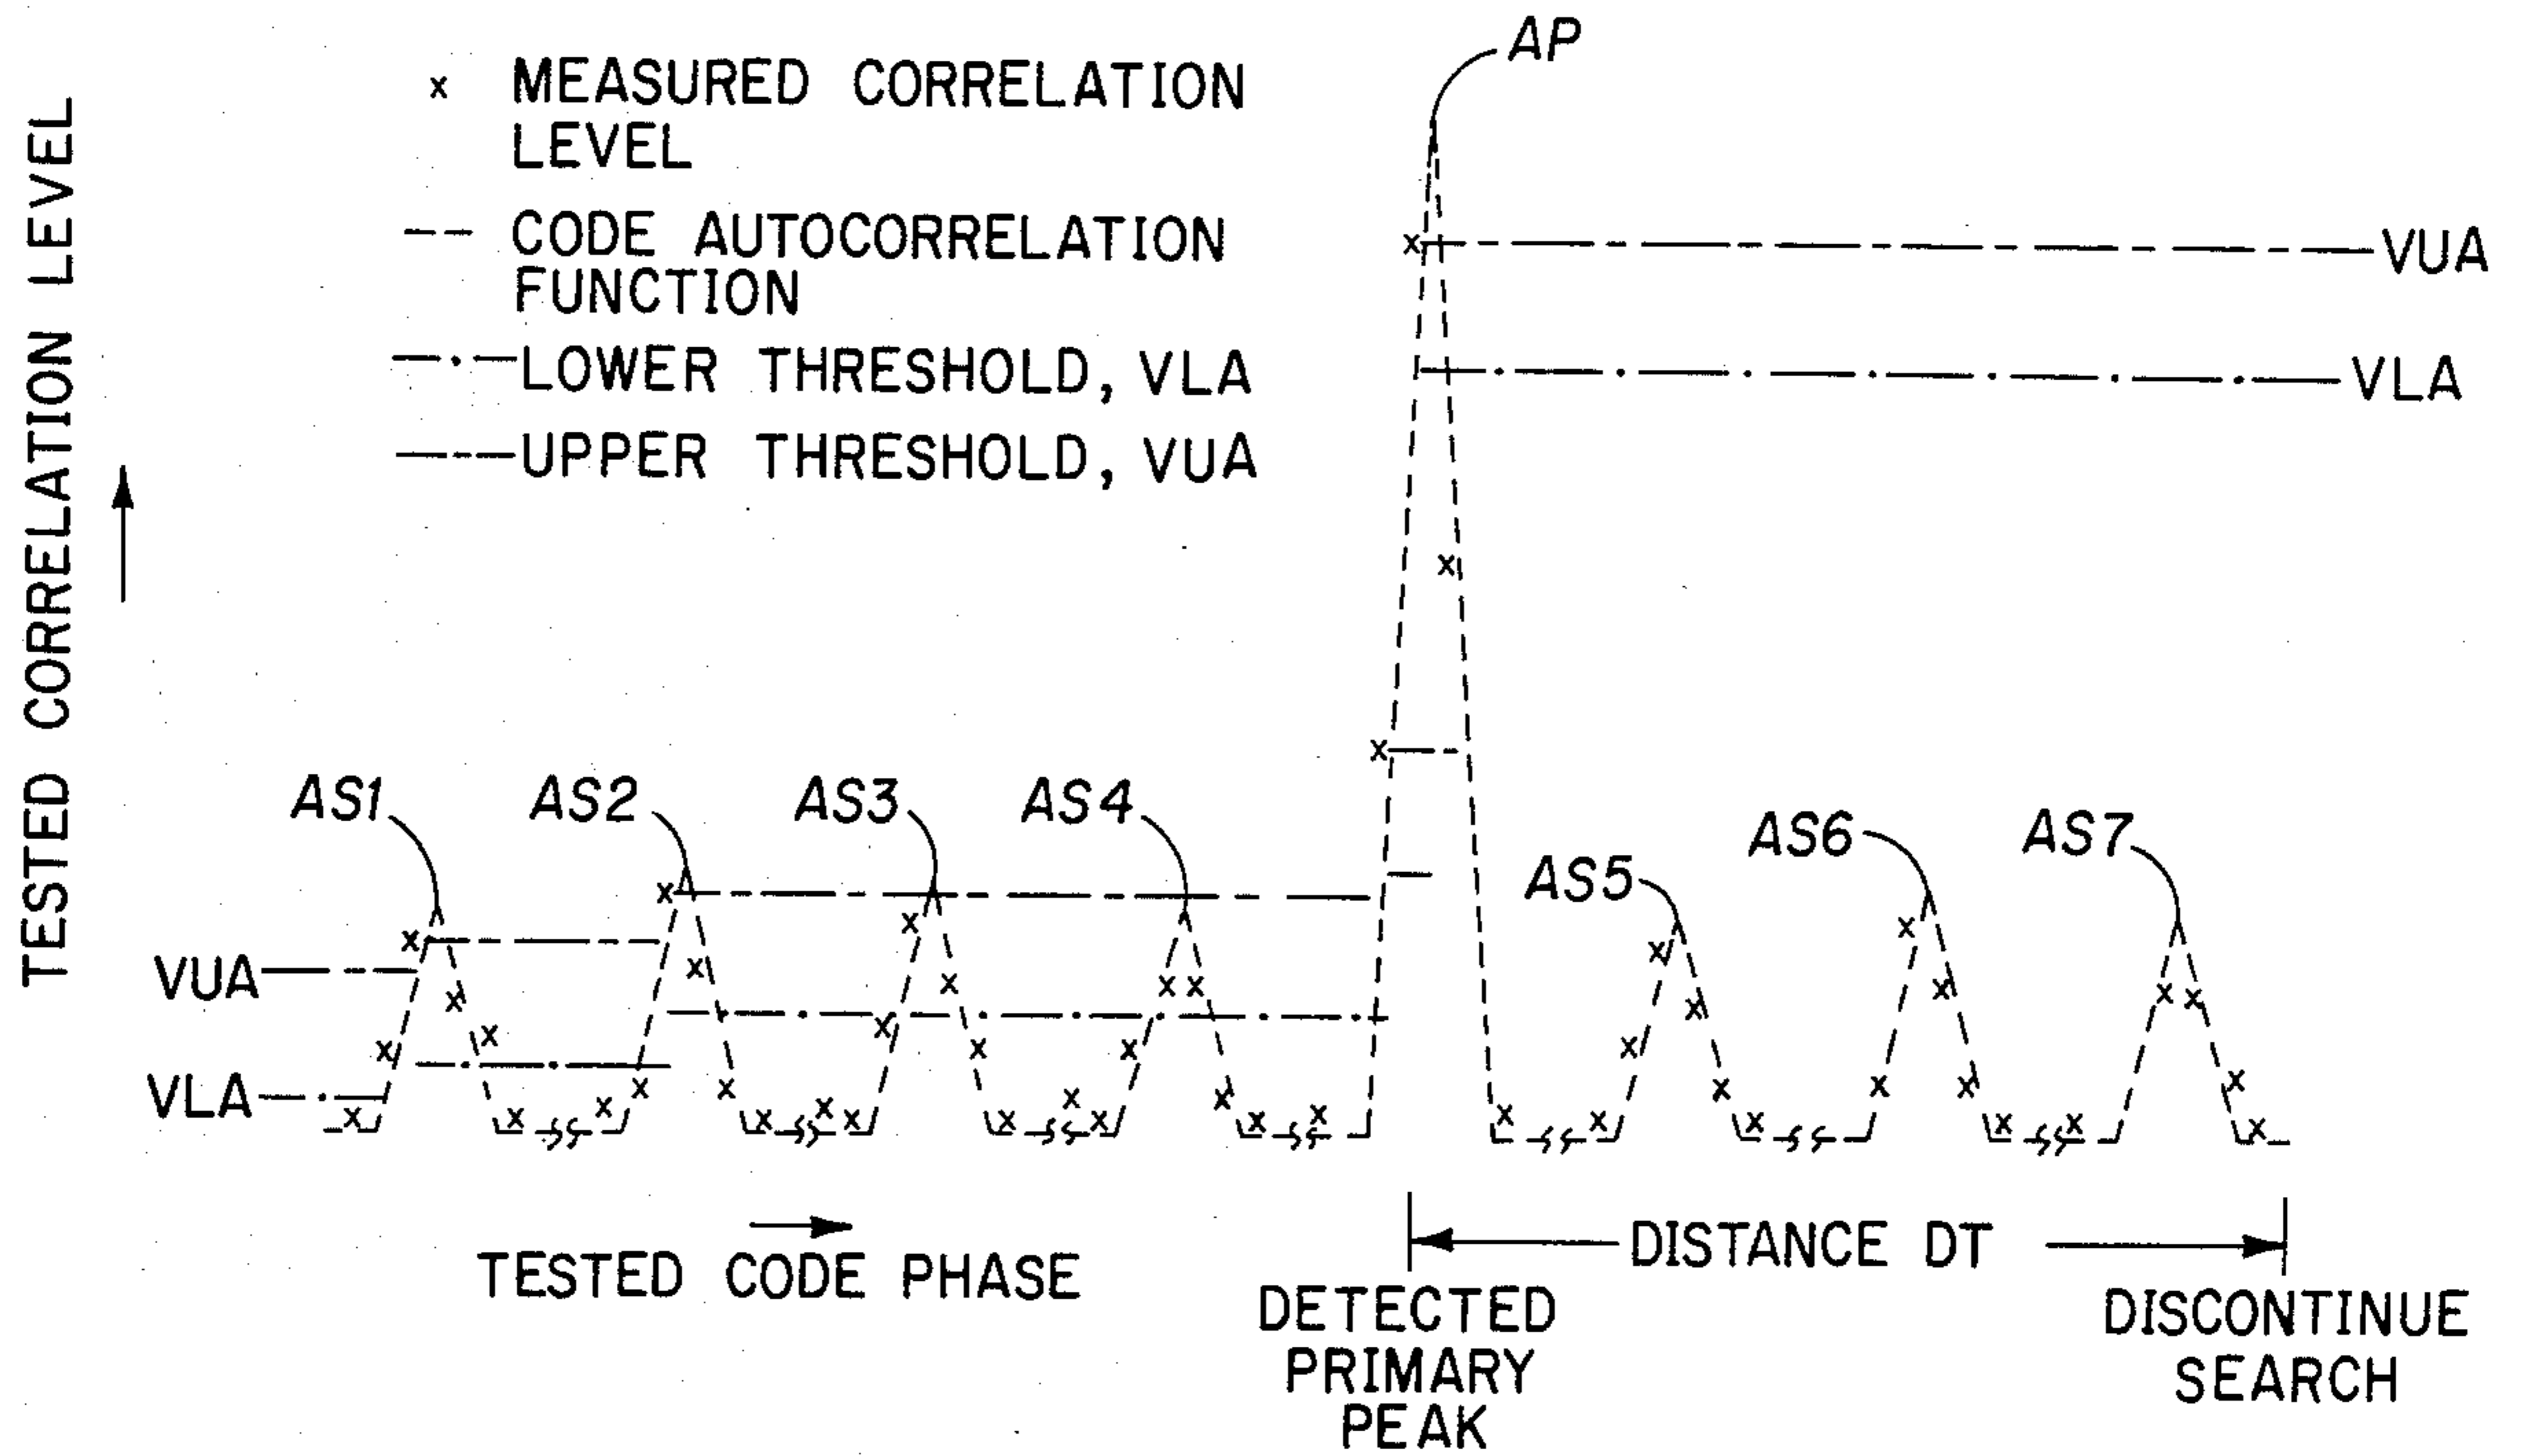 AP
x MEASURED CORRELATION
LEVEL
-- CODE AUTOCORRELATION
FUNCTION
LOWER THRESHOLD, VLA
UPPER THRESHOLD, VUA
VUA
VLA
TESTED CORRELATION LEVEL
AS1
AS2
AS3
AS4
AS5
AS6
AS7
VUA
VLA
TESTED CODE PHASE
DISTANCE DT
DETECTED
PRIMARY
PEAK
DISCONTINUE
SEARCH